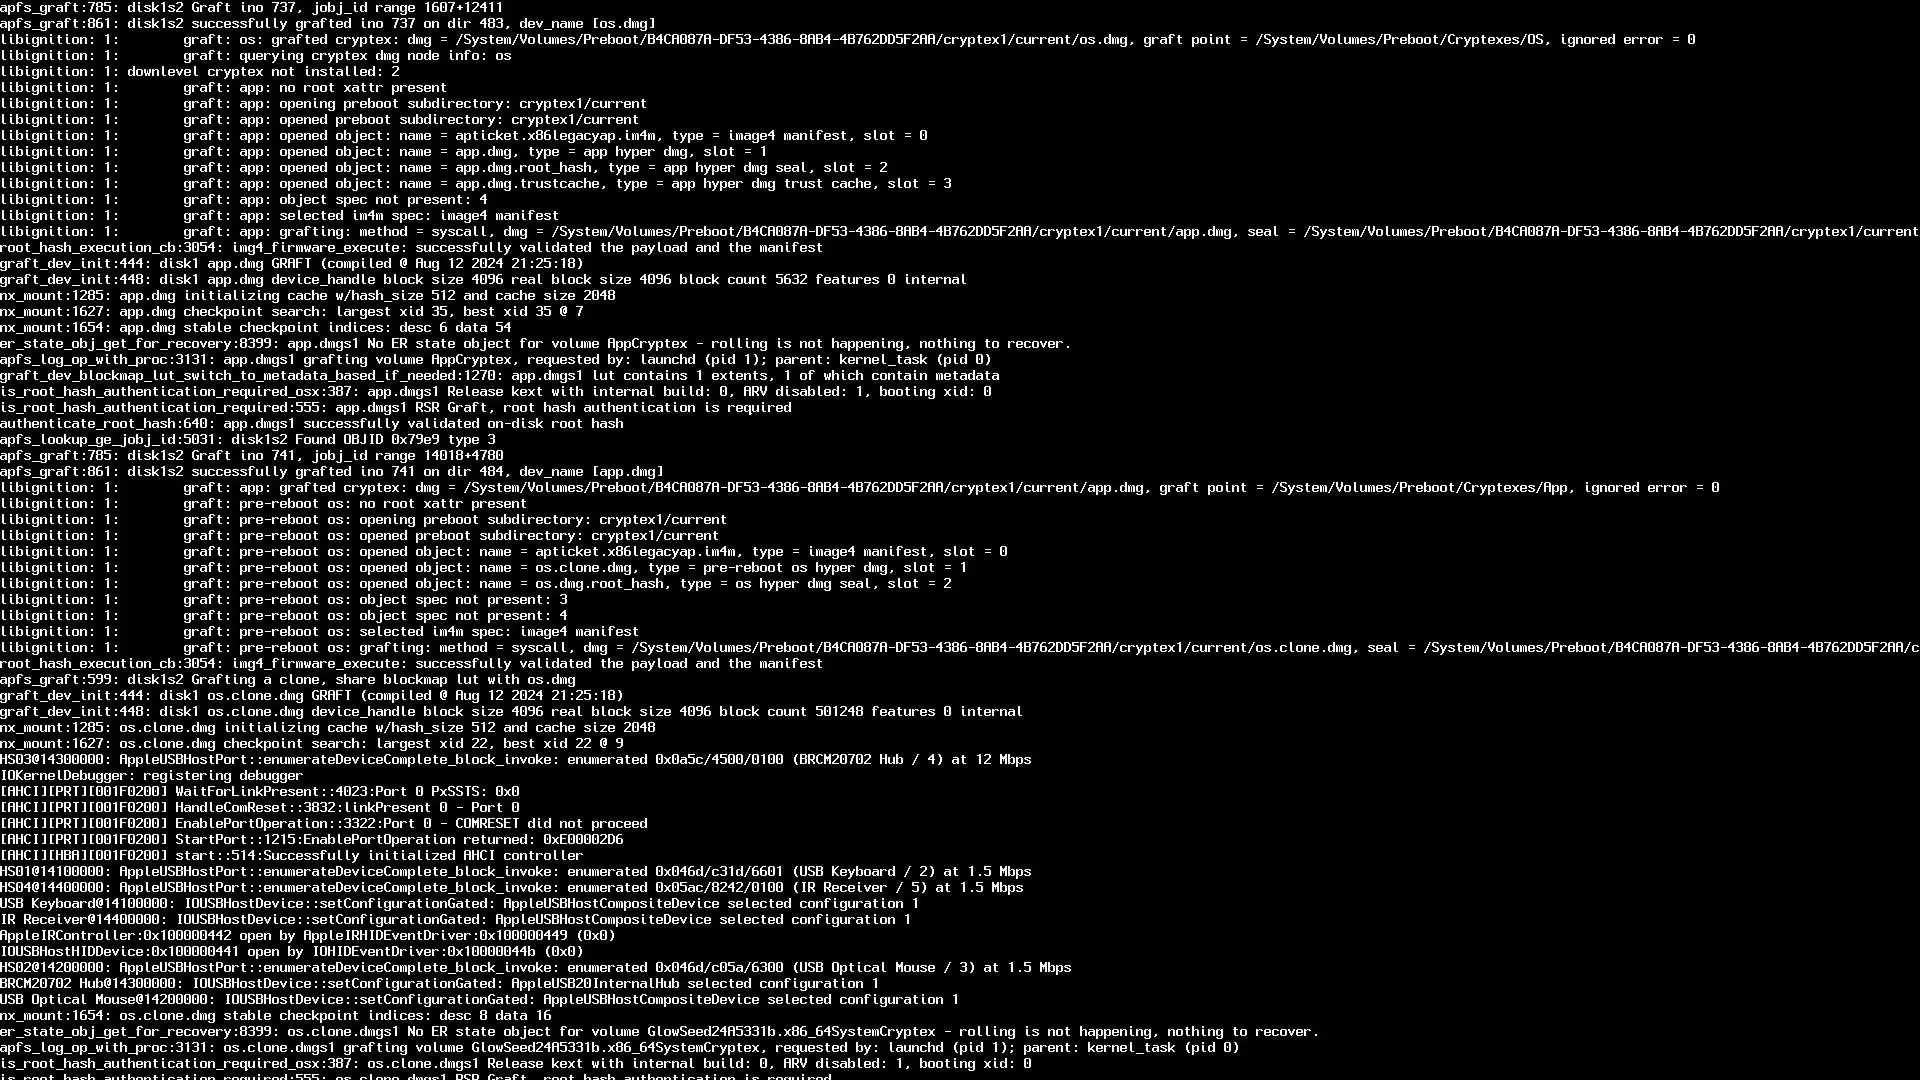 apfs_graft:785: disk1s2 Graft ino 737, jobj_id range 1607+12411
apfs_graft:861: disk1s2 successfully grafted ino 737 on dir 483, dev_name [os.dmg]
libignition: 1:        graft: os: grafted cryptex: dmg = /System/Volumes/Preboot/B4CA087A-DF53-4386-8AB4-4B762DD5F2AA/cryptex1/current/os.dmg, graft point = /System/Volumes/Preboot/Cryptexes/OS, ignored error = 0
libignition: 1:        graft: querying cryptex dmg node info: os
libignition: 1: downlevel cryptex not installed: 2
libignition: 1:        graft: app: no root xattr present
libignition: 1:        graft: app: opening preboot subdirectory: cryptex1/current
libignition: 1:        graft: app: opened preboot subdirectory: cryptex1/current
libignition: 1:        graft: app: opened object: name = apticket.x86legacyap.im4m, type = image4 manifest, slot = 0
libignition: 1:        graft: app: opened object: name = app.dmg, type = app hyper dmg, slot = 1
libignition: 1:        graft: app: opened object: name = app.dmg.root_hash, type = app hyper dmg seal, slot = 2
libignition: 1:        graft: app: opened object: name = app.dmg.trustcache, type = app hyper dmg trust cache, slot = 3
libignition: 1:        graft: app: object spec not present: 4
libignition: 1:        graft: app: selected im4m spec: image4 manifest
libignition: 1:        graft: app: grafting: method = syscall, dmg = /System/Volumes/Preboot/B4CA087A-DF53-4386-8AB4-4B762DD5F2AA/cryptex1/current/app.dmg, seal = /System/Volumes/Preboot/B4CA087A-DF53-4386-8AB4-4B762DD5F2AA/cryptex1/current
root_hash_execution_cb:3054: img4_firmware_execute: successfully validated the payload and the manifest
graft_dev_init:444: disk1 app.dmg GRAFT (compiled @ Aug 12 2024 21:25:18)
graft_dev_init:448: disk1 app.dmg device_handle block size 4096 real block size 4096 block count 5632 features 0 internal
nx_mount:1285: app.dmg initializing cache w/hash_size 512 and cache size 2048
nx_mount:1627: app.dmg checkpoint search: largest xid 35, best xid 35 @ 7
nx_mount:1654: app.dmg stable checkpoint indices: desc 6 data 54
er_state_obj_get_for_recovery:8399: app.dmgs1 No ER state object for volume AppCryptex - rolling is not happening, nothing to recover.
apfs_log_op_with_proc:3131: app.dmgs1 grafting volume AppCryptex, requested by: launchd (pid 1); parent: kernel_task (pid 0)
graft_dev_blockmap_lut_switch_to_metadata_based_if_needed:1270: app.dmgs1 lut contains 1 extents, 1 of which contain metadata
is_root_hash_authentication_required_osx:387: app.dmgs1 Release kext with internal build: 0, ARV disabled: 1, booting xid: 0
is_root_hash_authentication_required:555: app.dmgs1 RSR Graft, root hash authentication is required
authenticate_root_hash:640: app.dmgs1 successfully validated on-disk root hash
apfs_lookup_ge_jobj_id:5031: disk1s2 Found OBJID 0x79e9 type 3
apfs_graft:785: disk1s2 Graft ino 741, jobj_id range 14018+4780
apfs_graft:861: disk1s2 successfully grafted ino 741 on dir 484, dev_name [app.dmg]
libignition: 1:        graft: app: grafted cryptex: dmg = /System/Volumes/Preboot/B4CA087A-DF53-4386-8AB4-4B762DD5F2AA/cryptex1/current/app.dmg, graft point = /System/Volumes/Preboot/Cryptexes/App, ignored error = 0
libignition: 1:        graft: pre-reboot os: no root xattr present
libignition: 1:        graft: pre-reboot os: opening preboot subdirectory: cryptex1/current
libignition: 1:        graft: pre-reboot os: opened preboot subdirectory: cryptex1/current
libignition: 1:        graft: pre-reboot os: opened object: name = apticket.x86legacyap.im4m, type = image4 manifest, slot = 0
libignition: 1:        graft: pre-reboot os: opened object: name = os.clone.dmg, type = pre-reboot os hyper dmg, slot = 1
libignition: 1:        graft: pre-reboot os: opened object: name = os.dmg.root_hash, type = os hyper dmg seal, slot = 2
libignition: 1:        graft: pre-reboot os: object spec not present: 3
libignition: 1:        graft: pre-reboot os: object spec not present: 4
libignition: 1:        graft: pre-reboot os: selected im4m spec: image4 manifest
libignition: 1:        graft: pre-reboot os: grafting: method = syscall, dmg = /System/Volumes/Preboot/B4CA087A-DF53-4386-8AB4-4B762DD5F2AA/cryptex1/current/os.clone.dmg, seal = /System/Volumes/Preboot/B4CA087A-DF53-4386-8AB4-4B762DD5F2AA/c
root_hash_execution_cb:3054: img4_firmware_execute: successfully validated the payload and the manifest
apfs_graft:599: disk1s2 Grafting a clone, share blockmap lut with os.dmg
graft_dev_init:444: disk1 os.clone.dmg GRAFT (compiled @ Aug 12 2024 21:25:18)
graft_dev_init:448: disk1 os.clone.dmg device_handle block size 4096 real block size 4096 block count 501248 features 0 internal
nx_mount:1285: os.clone.dmg initializing cache w/hash_size 512 and cache size 2048
nx_mount:1627: os.clone.dmg checkpoint search: largest xid 22, best xid 22 @ 9
HS03@14300000: AppleUSBHostPort::enumerateDeviceComplete_block_invoke: enumerated 0x0a5c/4500/0100 (BRCM20702 Hub / 4) at 12 Mbps
IOKernelDebugger: registering debugger
[AHCI][PRT][001F0200] WaitForLinkPresent::4023:Port 0 PxSSTS: 0x0
[AHCI][PRT][001F0200] HandleComReset::3832:linkPresent 0 - Port 0
[AHCI][PRT][001F0200] EnablePortOperation::3322:Port 0 - COMRESET did not proceed
[AHCI][PRT][001F0200] StartPort::1215:EnablePortOperation returned: 0xE00002D6
[AHCI][HBA][001F0200] start::514:Successfully initialized AHCI controller
HS01@14100000: AppleUSBHostPort::enumerateDeviceComplete_block_invoke: enumerated 0x046d/c31d/6601 (USB Keyboard / 2) at 1.5 Mbps
HS04@14400000: AppleUSBHostPort::enumerateDeviceComplete_block_invoke: enumerated 0x05ac/8242/0100 (IR Receiver / 5) at 1.5 Mbps
USB Keyboard@14100000: IOUSBHostDevice::setConfigurationGated: AppleUSBHostCompositeDevice selected configuration 1
IR Receiver@14400000: IOUSBHostDevice::setConfigurationGated: AppleUSBHostCompositeDevice selected configuration 1
AppleIRController:0x100000442 open by AppleIRHIDEventDriver:0x100000449 (0x0)
IOUSBHostHIDDevice:0x100000441 open by IOHIDEventDriver:0x10000044b (0x0)
HS02@14200000: AppleUSBHostPort::enumerateDeviceComplete_block_invoke: enumerated 0x046d/c05a/6300 (USB Optical Mouse / 3) at 1.5 Mbps
BRCM20702 Hub@14300000: IOUSBHostDevice::setConfigurationGated: AppleUSB20InternalHub selected configuration 1
USB Optical Mouse@14200000: IOUSBHostDevice::setConfigurationGated: AppleUSBHostCompositeDevice selected configuration 1
nx_mount:1654: os.clone.dmg stable checkpoint indices: desc 8 data 16
er_state_obj_get_for_recovery:8399: os.clone.dmgs1 No ER state object for volume GlowSeed24A5331b.x86_64SystemCryptex - rolling is not happening, nothing to recover.
apfs_log_op_with_proc:3131: os.clone.dmgs1 grafting volume GlowSeed24A5331b.x86_64SystemCryptex, requested by: launchd (pid 1); parent: kernel_task (pid 0)
is_root_hash_authentication_required_osx:387: os.clone.dmgs1 Release kext with internal build: 0, ARV disabled: 1, booting xid: 0
is_root_hash_authentication_required:555: os.clone.dmgs1 RSR Graft, root hash authentication is required